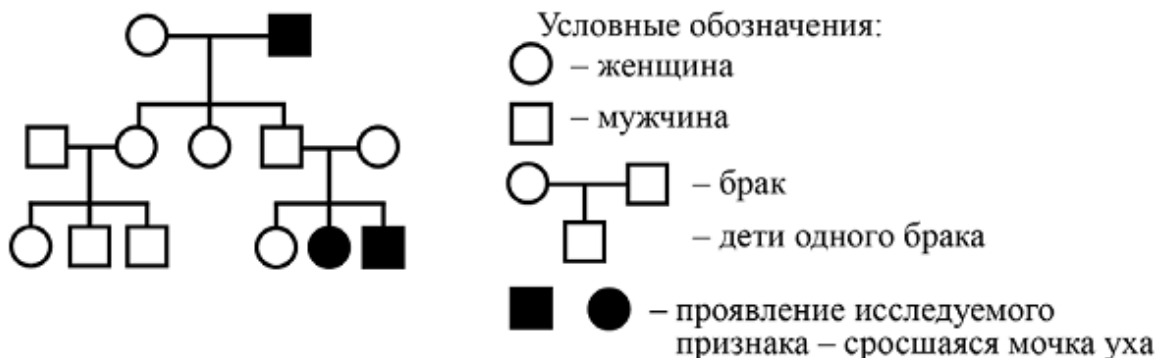 Условные обозначения:
– женщина
– мужчина
– брак
– дети одного брака
– проявление исследуемого
признака – сросшаяся мочка уха